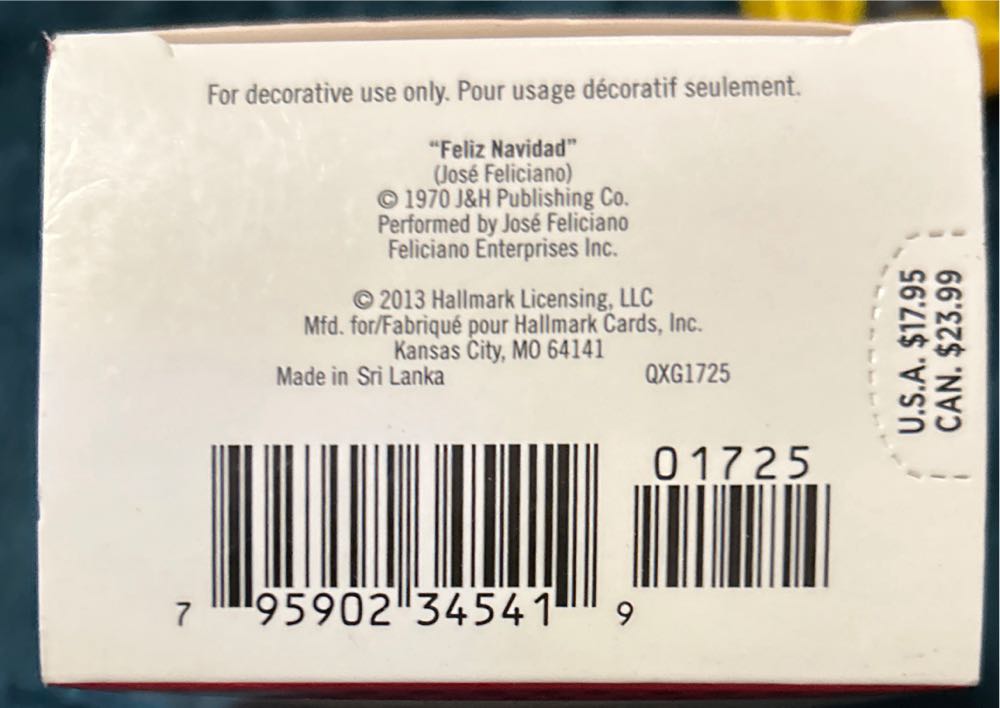 For decorative use only. Pour usage décoratif seulement.
“Feliz Navidad”
(José Feliciano)
© 1970 J&H Publishing Co.
Performed by José Feliciano
Feliciano Enterprises Inc.
© 2013 Hallmark Licensing, LLC
Mfd. for/Fabriqué pour Hallmark Cards, Inc.
Kansas City, MO 64141
Made in Sri Lanka QXG1725
U.S.A. $17.95
CAN. $23.99
01725
7 95902 34541 9